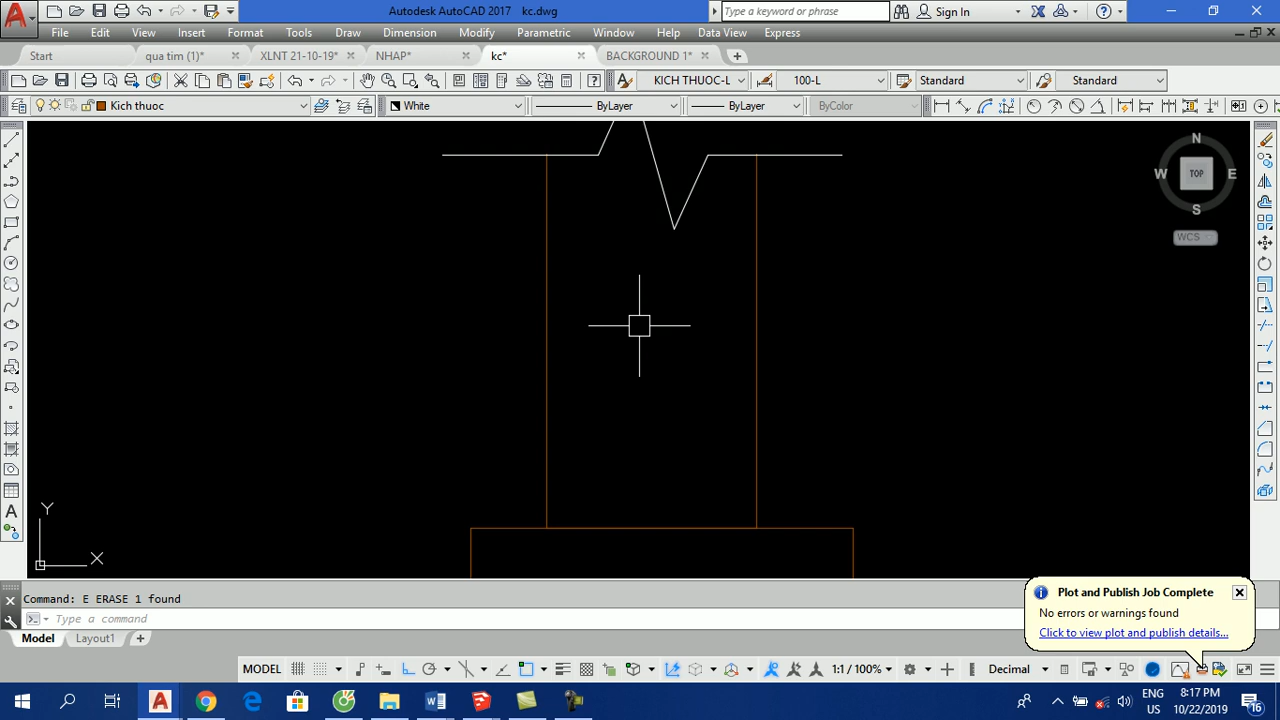 Autodesk AutoCAD 2017   kc.dwg
Type a keyword or phrase
Sign In
File Edit View Insert Format Tools Draw Dimension Modify Parametric Window Help Data View Express
Start
qua tim (1)*
XLNT 21-10-19*
NHAP*
kc*
BACKGROUND 1*
KICH THUOC-L
100-L
Standard
Standard
Kich thuoc
White
ByLayer
ByLayer
ByColor
N
W
TOP
E
S
WCS
Y
X
Command: E ERASE 1 found
Type a command
Plot and Publish Job Complete
No errors or warnings found
Click to view plot and publish details...
Model
Layout1
MODEL
1:1 / 100%
Decimal
ENG
US
8:17 PM
10/22/2019
16